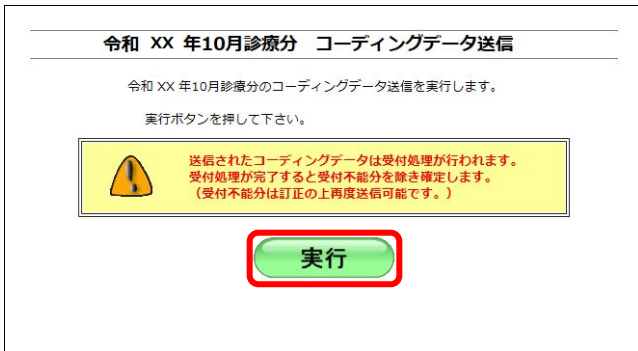 令和 XX 年10月診療分 コーディングデータ送信
令和 XX 年10月診療分のコーディングデータ送信を実行します。
実行ボタンを押して下さい。
送信されたコーディングデータは受付処理が行われます。
受付処理が完了すると受付不能分を除き確定します。
（受付不能分は訂正の上再度送信可能です。）
実行